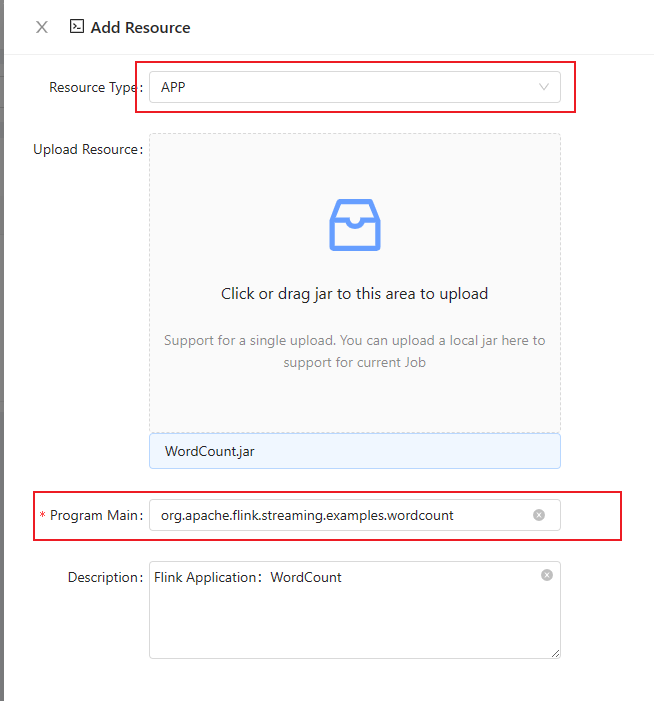 Add Resource
Resource Type:
APP
Upload Resource:
Click or drag jar to this area to upload
Support for a single upload. You can upload a local jar here to
support for current Job
WordCount.jar
* Program Main:
org.apache.flink.streaming.examples.wordcount
Description:
Flink Application：WordCount